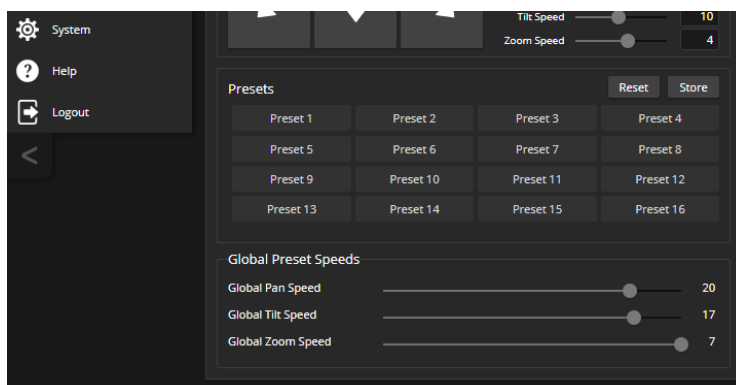 System
Help
Logout
<
Tilt Speed 10
Zoom Speed 4
Presets Reset Store
Preset 1 Preset 2 Preset 3 Preset 4
Preset 5 Preset 6 Preset 7 Preset 8
Preset 9 Preset 10 Preset 11 Preset 12
Preset 13 Preset 14 Preset 15 Preset 16
Global Preset Speeds
Global Pan Speed 20
Global Tilt Speed 17
Global Zoom Speed 7